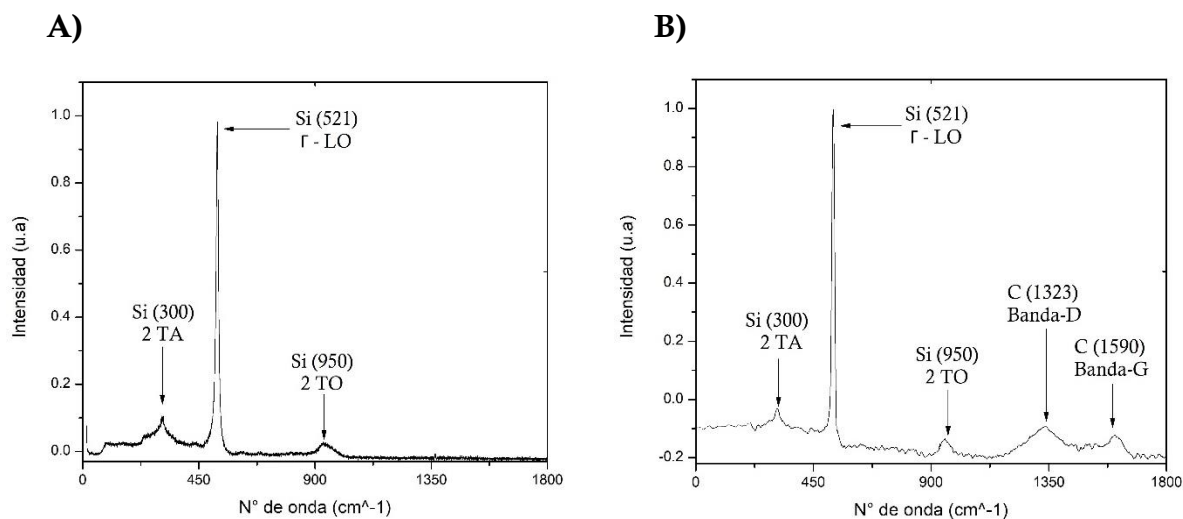 A)
Si (521)
Γ - LO
Si (300)
2 TA
Si (950)
2 TO
Intensidad (u.a)
1.0
0.8
0.6
0.4
0.2
0.0
0
450
900
1350
1800
N° de onda (cm^-1)
B)
Si (521)
Γ - LO
Si (300)
2 TA
Si (950)
2 TO
C (1323)
Banda-D
C (1590)
Banda-G
Intensidad (u.a)
1.0
0.8
0.6
0.4
0.2
0.0
-0.2
0
450
900
1350
1800
N° de onda (cm^-1)